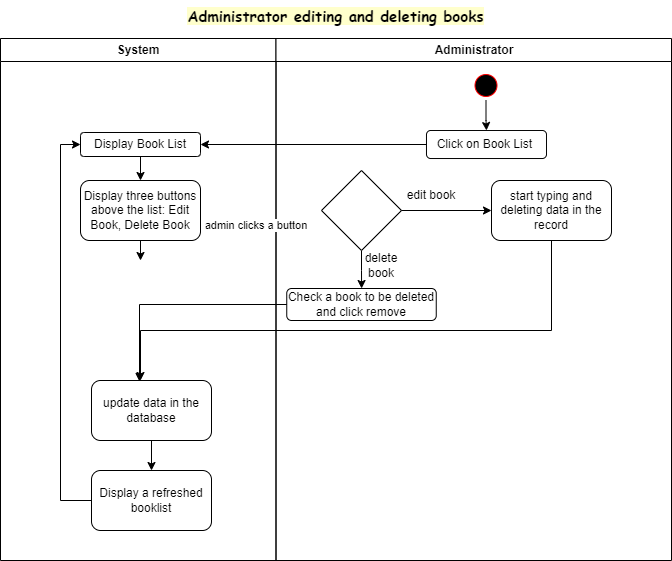 Administrator editing and deleting books
System
Administrator
Click on Book List
Display Book List
Display three buttons
above the list: Edit
Book, Delete Book
admin clicks a button
edit book
start typing and
deleting data in the
record
delete
book
Check a book to be deleted
and click remove
update data in the
database
Display a refreshed
booklist